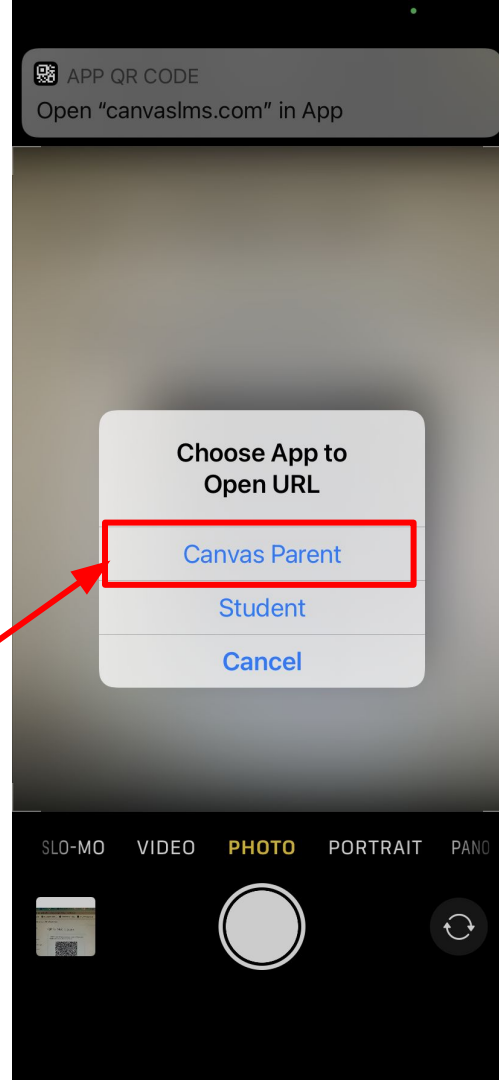 APP QR CODE
Open “canvaslms.com” in App
Choose App to
Open URL
Canvas Parent
Student
Cancel
SLO-MO VIDEO PHOTO PORTRAIT PANO